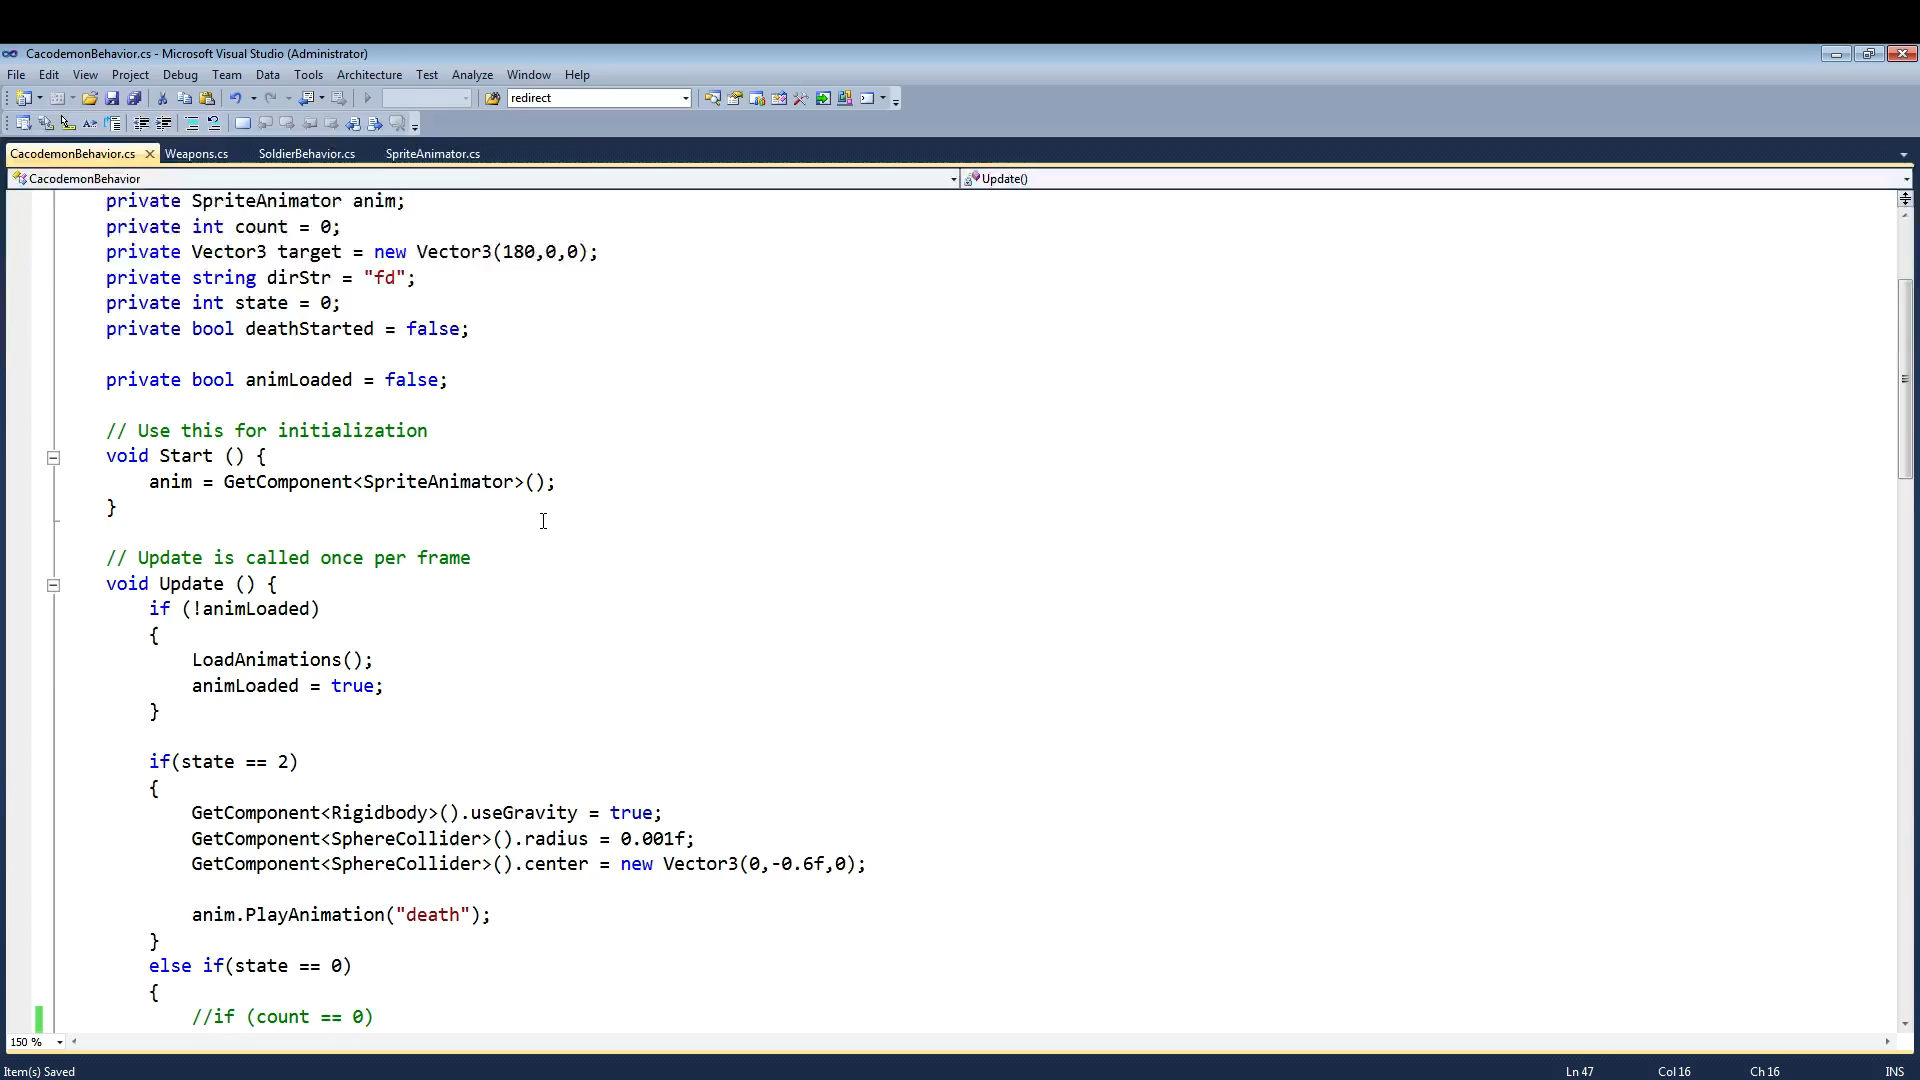 CacodemonBehavior.cs - Microsoft Visual Studio (Administrator)
File Edit View Project Debug Team Data Tools Architecture Test Analyze Window Help
redirect
CacodemonBehavior.cs Weapons.cs SoldierBehavior.cs SpriteAnimator.cs
CacodemonBehavior Update()
private SpriteAnimator anim;
private int count = 0;
private Vector3 target = new Vector3(180,0,0);
private string dirStr = "fd";
private int state = 0;
private bool deathStarted = false;
private bool animLoaded = false;
// Use this for initialization
void Start () {
anim = GetComponent<SpriteAnimator>();
}
// Update is called once per frame
void Update () {
if (!animLoaded)
{
LoadAnimations();
animLoaded = true;
}
if(state == 2)
{
GetComponent<Rigidbody>().useGravity = true;
GetComponent<SphereCollider>().radius = 0.001f;
GetComponent<SphereCollider>().center = new Vector3(0,-0.6f,0);
anim.PlayAnimation("death");
}
else if(state == 0)
{
//if (count == 0)
150 %
Item(s) Saved Ln 47 Col 16 Ch 16 INS